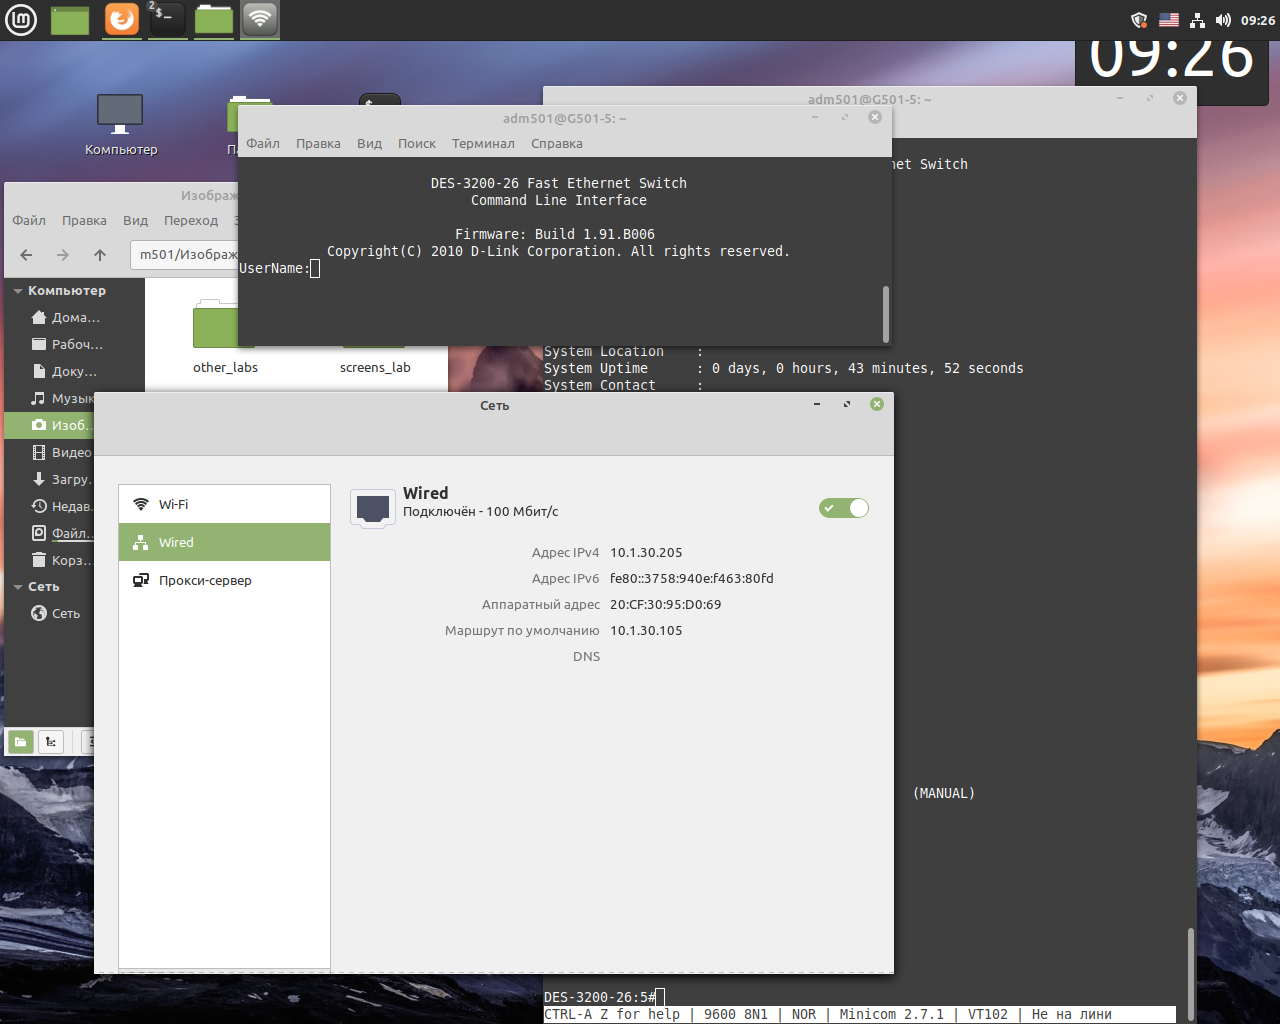 2
09:26
09:26
Компьютер
adm501@G501-5: ~
net Switch
adm501@G501-5: ~
Файл Правка Вид Поиск Терминал Справка
DES-3200-26 Fast Ethernet Switch
Command Line Interface
Firmware: Build 1.91.B006
Copyright(C) 2010 D-Link Corporation. All rights reserved.
UserName:
Файл Правка Вид Переход
m501/Изображ
Компьютер
Дома...
Рабоч...
Доку...
Музык
Изоб...
Видео
Загру...
Недав...
Файл...
Корз...
Сеть
Сеть
other_labs
screens_lab
System Location :
System Uptime : 0 days, 0 hours, 43 minutes, 52 seconds
System Contact :
Сеть
Wi-Fi
Wired
Прокси-сервер
Wired
Подключён - 100 Мбит/с
Адрес IPv4 10.1.30.205
Адрес IPv6 fe80::3758:940e:f463:80fd
Аппаратный адрес 20:CF:30:95:D0:69
Маршрут по умолчанию 10.1.30.105
DNS
(MANUAL)
DES-3200-26:5#
CTRL-A Z for help | 9600 8N1 | NOR | Minicom 2.7.1 | VT102 | Не на лини